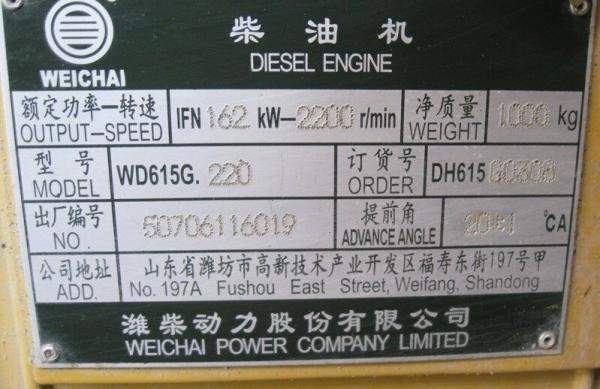 WEICHAI
柴油机
DIESEL ENGINE
额定功率—转速 IFN 162 kW—2200 r/min 净质量 1000 kg
OUTPUT—SPEED WEIGHT
型号 WD615G. 220 订货号 DH615 G0308
MODEL ORDER
出厂编号 50706116019 提前角 20±1 °CA
NO. ADVANCE ANGLE
公司地址 山东省潍坊市高新技术产业开发区福寿东街197号甲
ADD. No. 197A Fushou East Street, Weifang, Shandong
潍柴动力股份有限公司
WEICHAI POWER COMPANY LIMITED